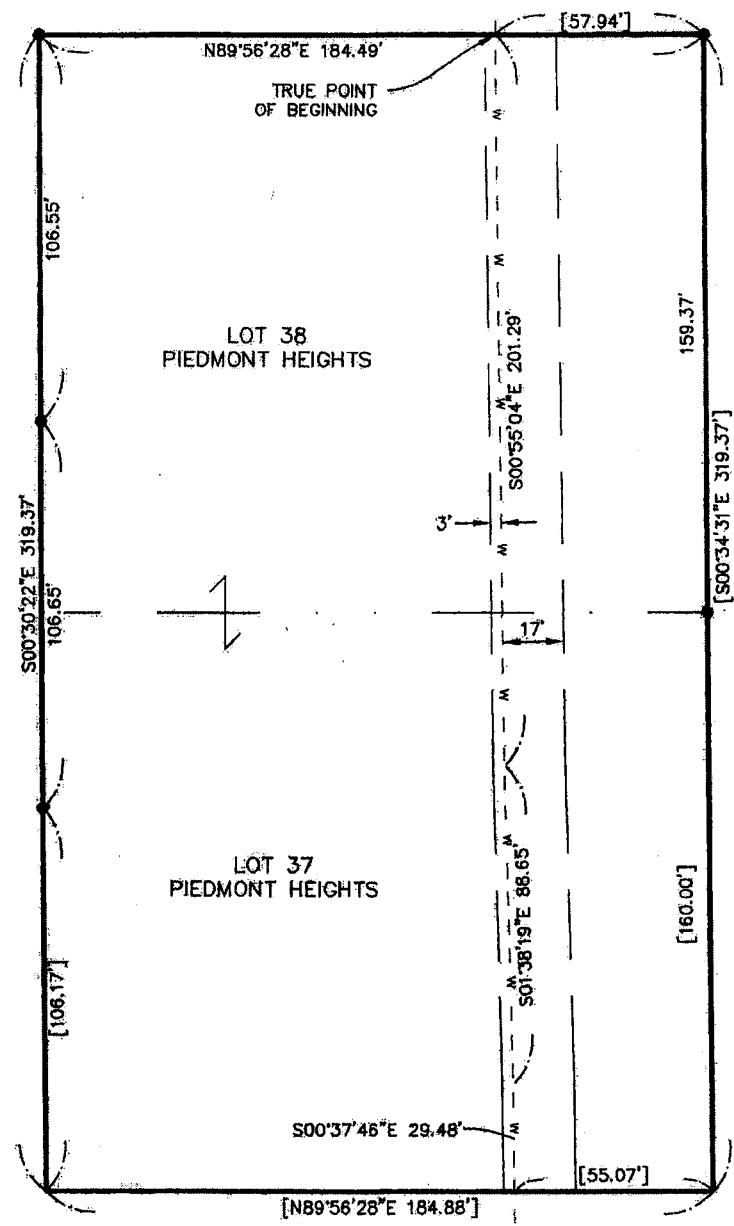 [57.94']
N89°56'28"E 184.49'
TRUE POINT
OF BEGINNING
W
106.55'
W
159.37'
LOT 38
PIEDMONT HEIGHTS
S00°55'04"E 201.29'
W
[S00°34'31"E 319.37']
3'
W
S00°30'22"E 319.37'
106.65'
17'
W
W
LOT 37
PIEDMONT HEIGHTS
S01°38'19"E 88.65'
[160.00']
W
[106.17']
S00°37'46"E 29.48'
W
[55.07']
[N89°56'28"E 184.88']